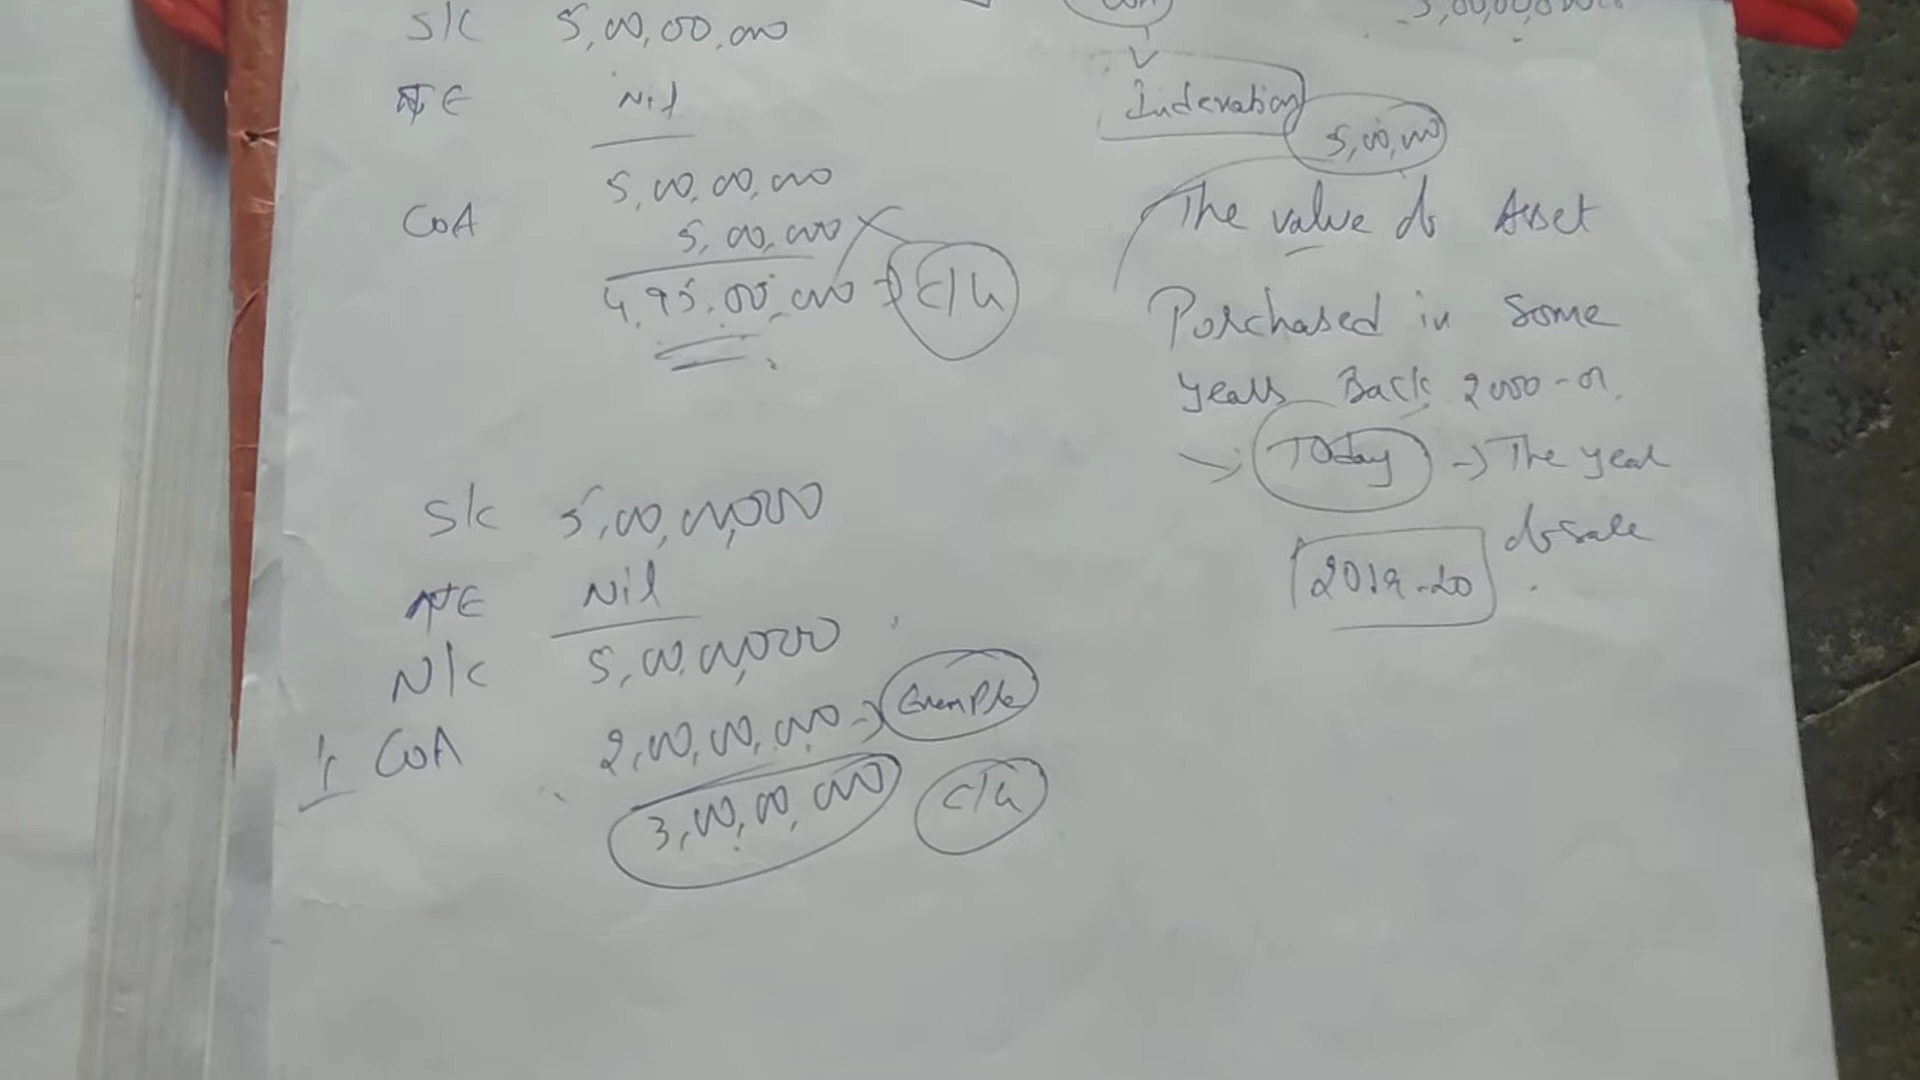 S/C 5,00,00,000
TE Nil
5,00,00,000
COA 5,00,000
4,95,00,000 → C/G
S/C 5,00,00,000
TE Nil
N/C 5,00,00,000
COA 2,00,00,000 → Example
3,00,00,000 C/G
Indexation
5,00,000
The value of Asset
Purchased in Some
years Back 2000-01
→ Today → The year
of sale
2019-20